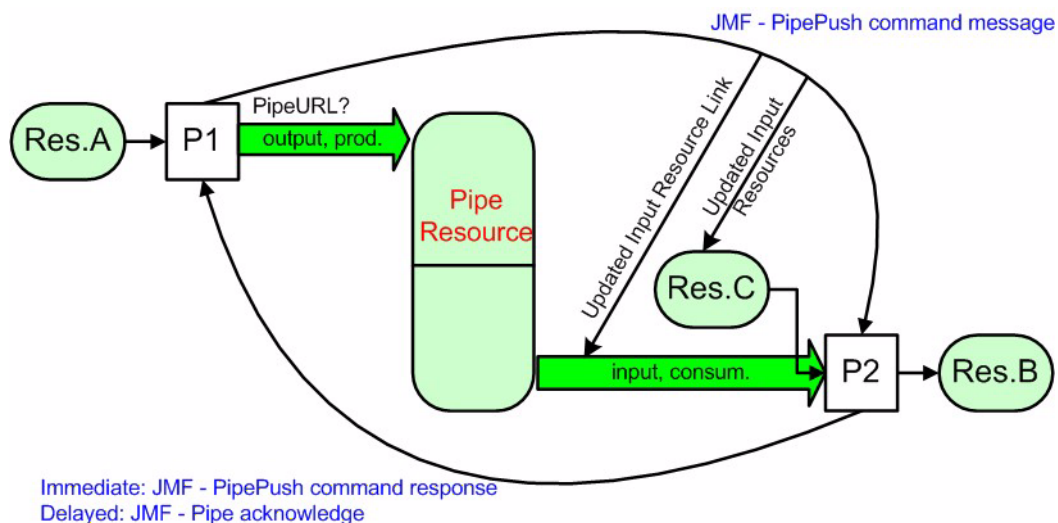 JMF - PipePush command message
PipeURL?
Res.A
P1
output, prod.
Pipe
Resource
Updated Input Resource Link
Updated Input
Resources
Res.C
input, consum.
P2
Res.B
Immediate: JMF - PipePush command response
Delayed: JMF - Pipe acknowledge